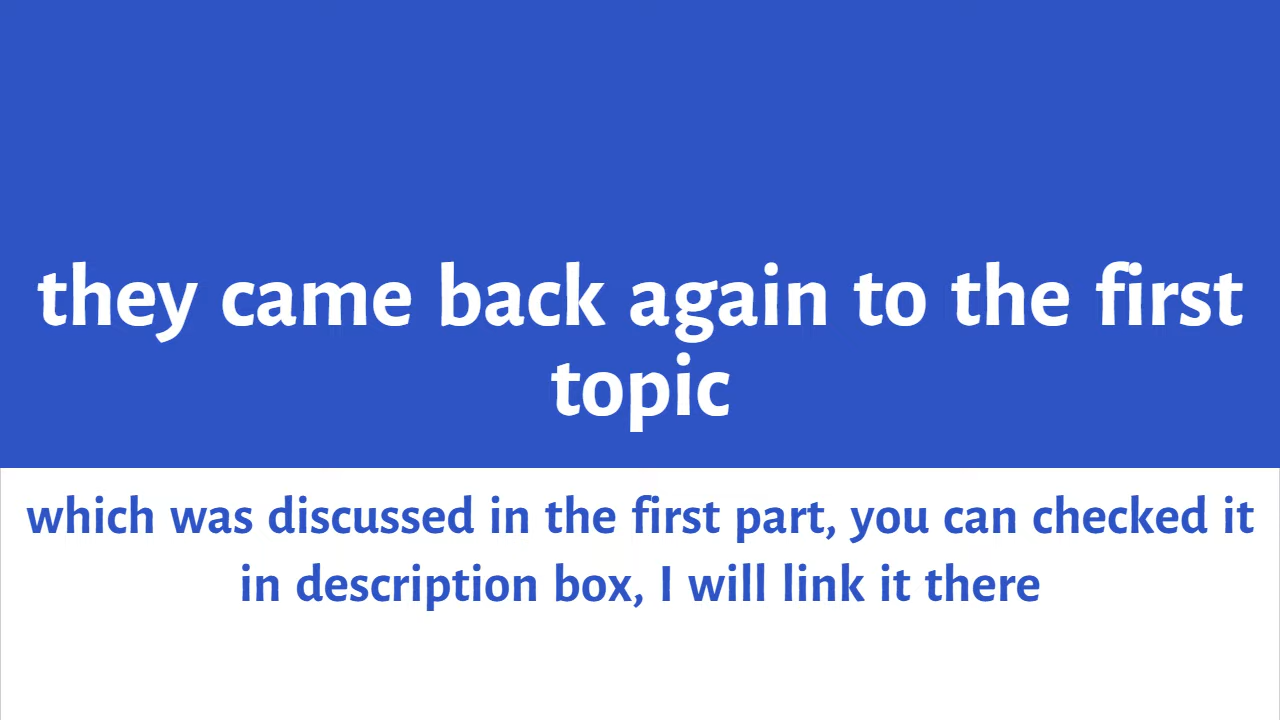 they came back again to the first
topic
which was discussed in the first part, you can checked it
in description box, I will link it there